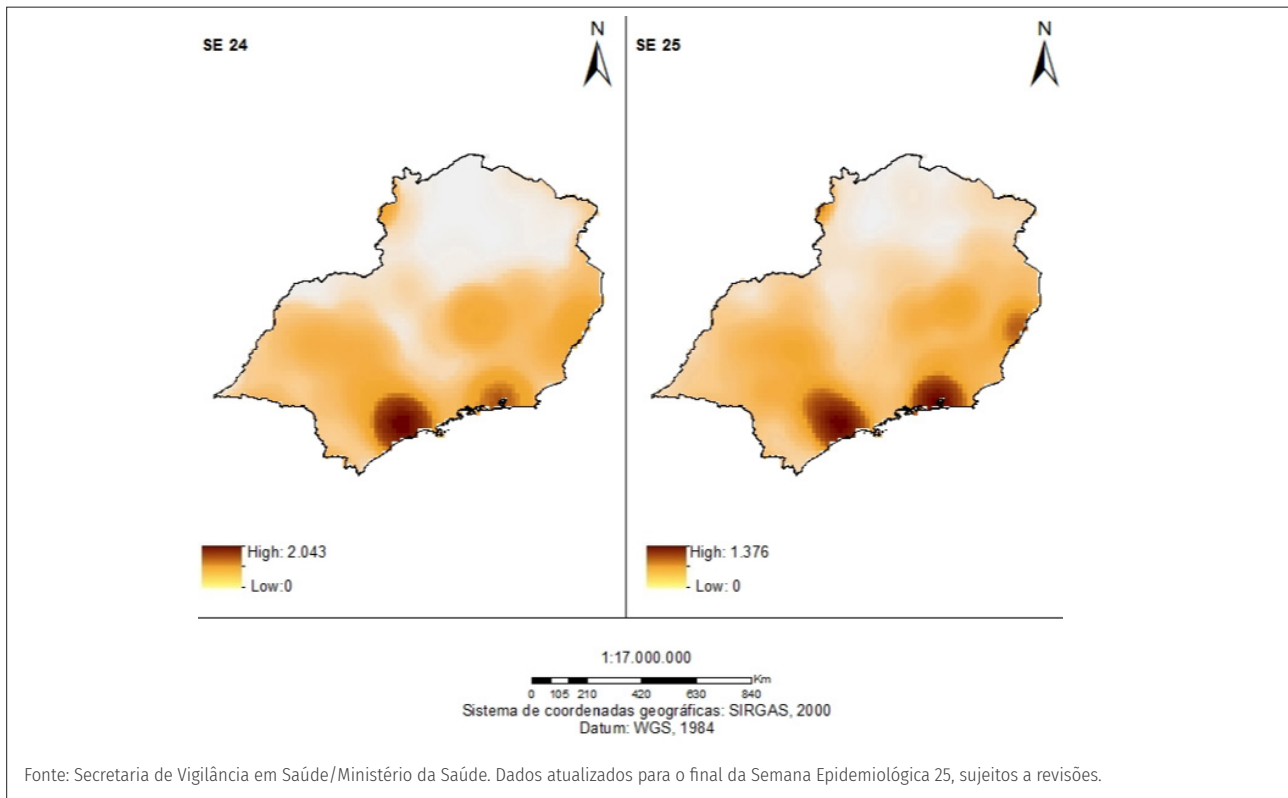 SE 24
N
SE 25
N
High: 2.043
Low:0
High: 1.376
Low: 0
1:17.000.000
Km
0 105 210 420 630 840
Sistema de coordenadas geográficas: SIRGAS, 2000
Datum: WGS, 1984
Fonte: Secretaria de Vigilância em Saúde/Ministério da Saúde. Dados atualizados para o final da Semana Epidemiológica 25, sujeitos a revisões.